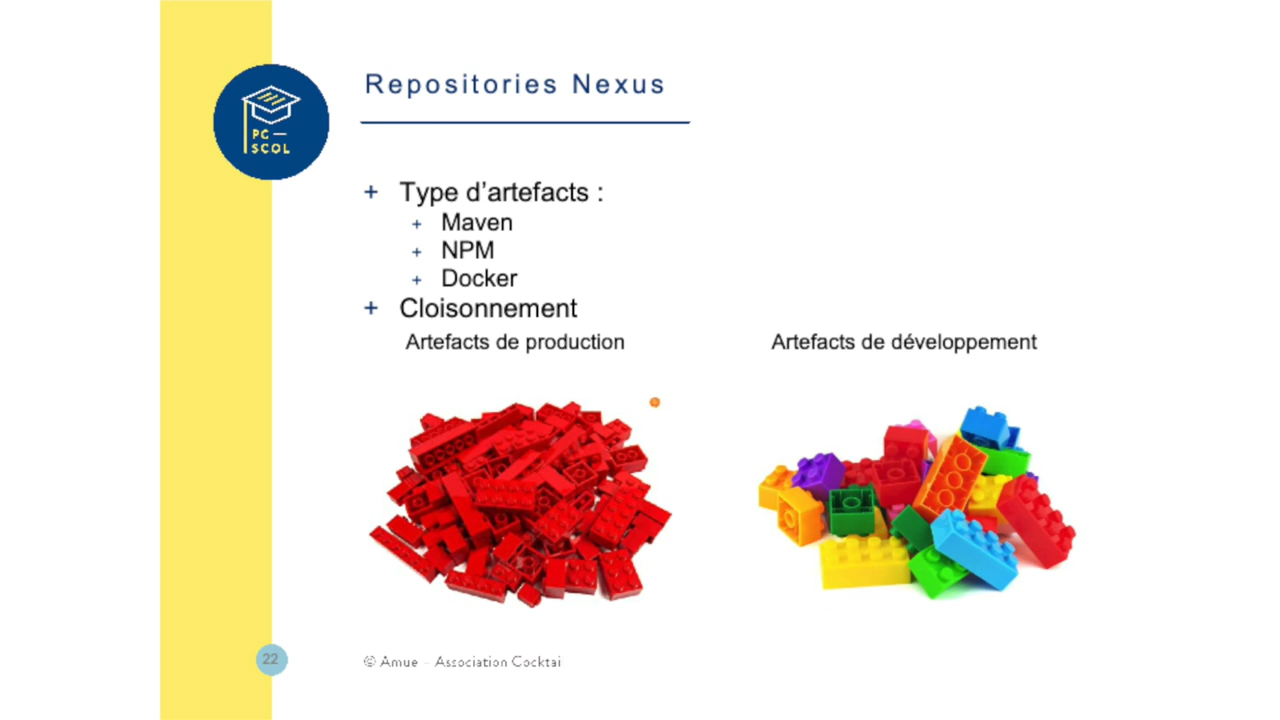 Repositories Nexus
PC —
SCOL
+ Type d’artefacts :
+ Maven
+ NPM
+ Docker
+ Cloisonnement
Artefacts de production
Artefacts de développement
22
© Amue – Association Cocktai